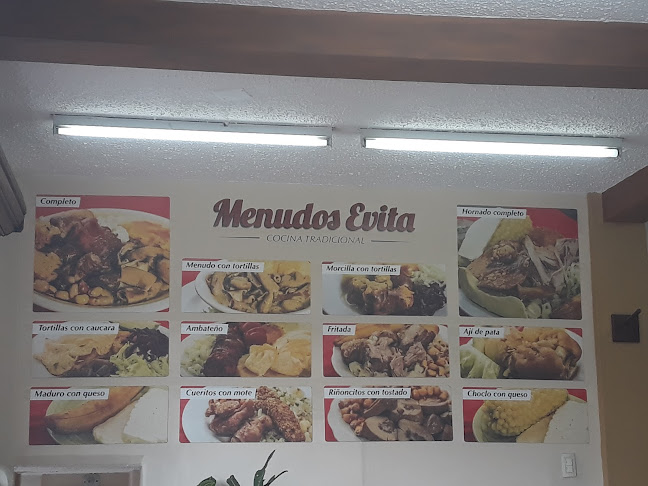 Menudos Evita
COCINA TRADICIONAL
Completo
Menudo con tortillas
Morcilla con tortillas
Hornado completo
Tortillas con caucara
Ambateño
Fritada
Ají de pata
Maduro con queso
Cueritos con mote
Riñoncitos con tostado
Choclo con queso